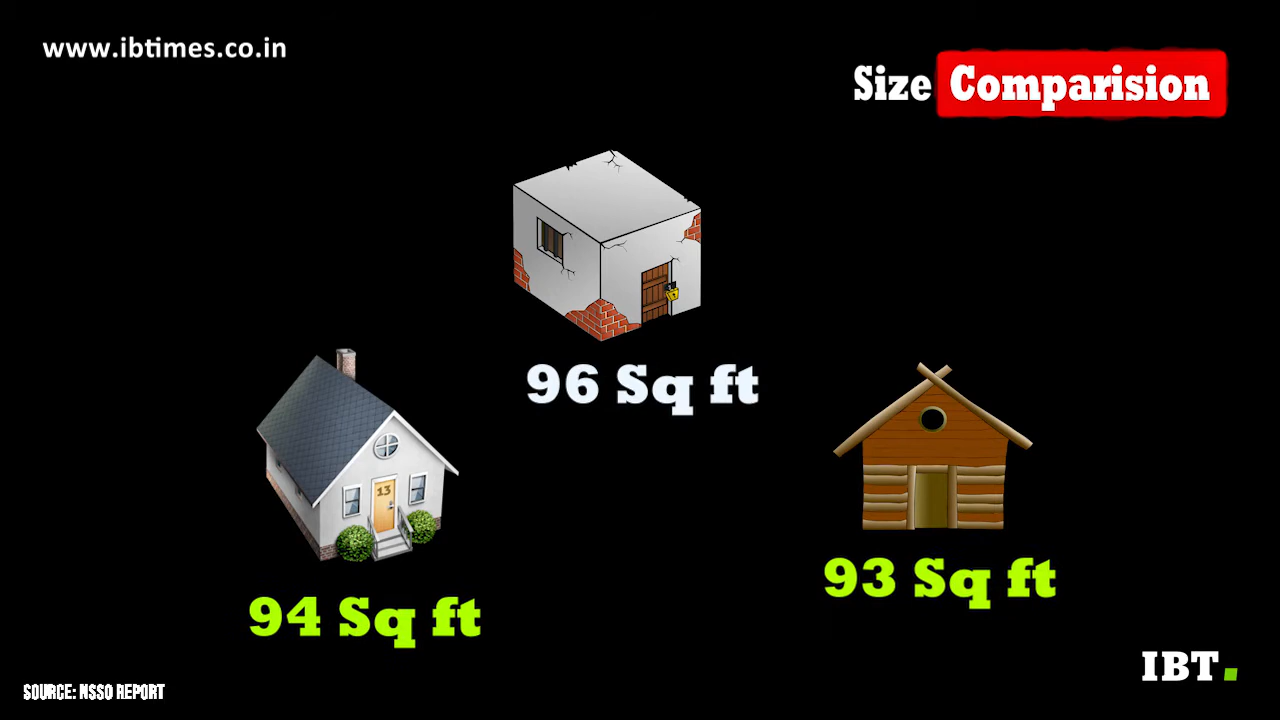 www.ibtimes.co.in
Size Comparision
96 Sq ft
13
94 Sq ft
93 Sq ft
IBT.
SOURCE: NSSO REPORT